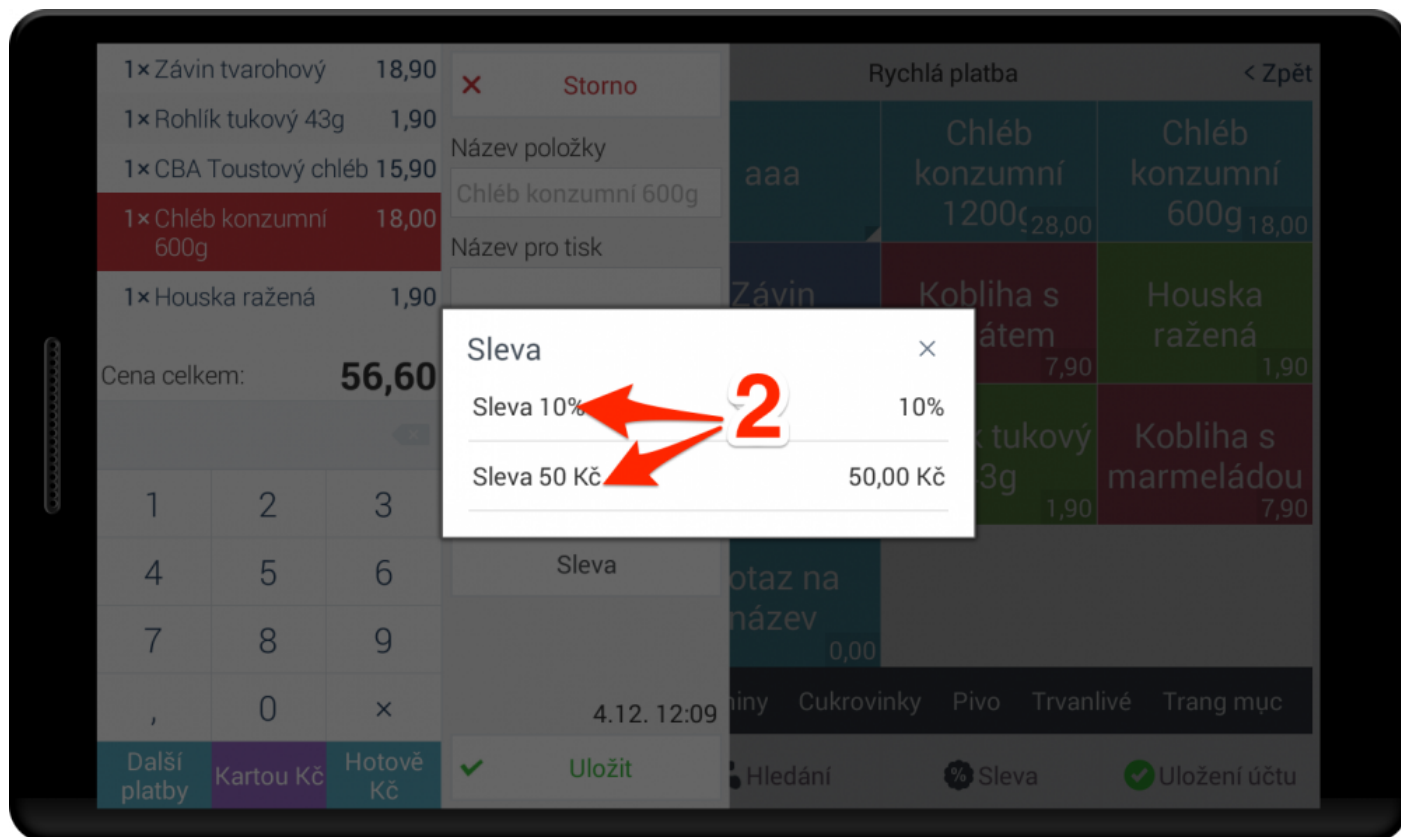 1× Závin tvarohový 18,90
1× Rohlík tukový 43g 1,90
1× CBA Toustový chléb 15,90
1× Chléb konzumní 18,00
600g
1× Houska ražená 1,90
Cena celkem: 56,60
1 2 3
4 5 6
7 8 9
, 0 ×
Další
platby
Kartou Kč
Hotově
Kč
× Storno
Název položky
Chléb konzumní 600g
Název pro tisk
Sleva ×
Sleva 10% 10%
2
Sleva 50 Kč 50,00 Kč
Sleva
4.12. 12:09
Uložit
Rychlá platba < Zpět
aaa
Chléb
konzumní
1200g 28,00
Chléb
konzumní
600g 18,00
Závin
Kobliha s
7,90
Houska
ražená
1,90
tukový
1,90
Kobliha s
marmeládou
7,90
název
0,00
Cukrovinky Pivo Trvanlivé Trang mục
Hledání % Sleva Uložení účtu